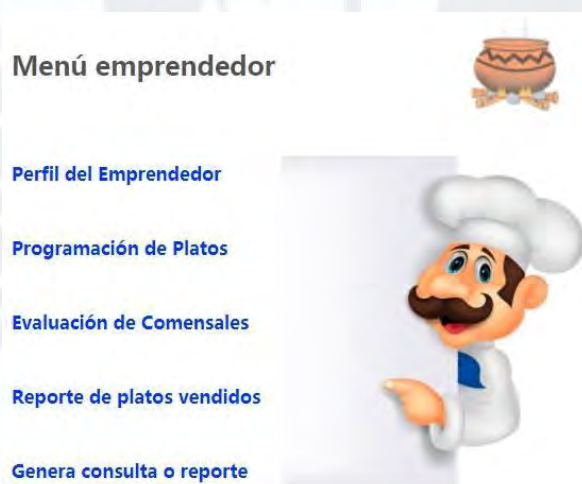 Menú emprendedor
Perfil del Emprendedor
Programación de Platos
Evaluación de Comensales
Reporte de platos vendidos
Genera consulta o reporte